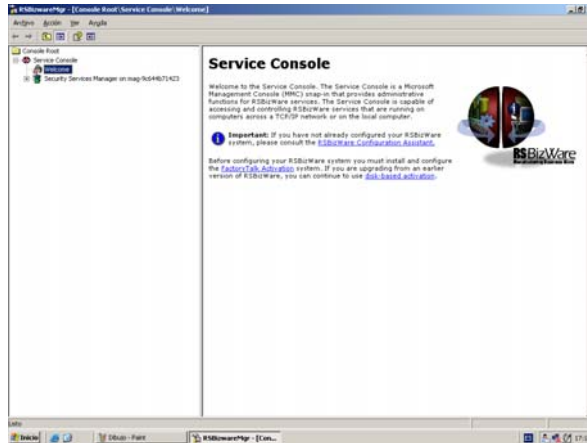 RSBizwareMgr - [Console Root\Service Console\Welcome]
Archivo Acción Ver Ayuda
Console Root
Service Console
Welcome
Security Services Manager on mag-9c644b71423
Service Console
Welcome to the Service Console. The Service Console is a Microsoft
Management Console (MMC) snap-in that provides administrative
functions for RSBizWare services. The Service Console is capable of
accessing and controlling RSBizWare services that are running on
computers across a TCP/IP network or on the local computer.
Important: If you have not already configured your RSBizWare
system, please consult the RSBizWare Configuration Assistant.
Before configuring your RSBizWare system you must install and configure
the FactoryTalk Activation system. If you are upgrading from an earlier
version of RSBizWare, you can continue to use disk-based activation.
RSBizWare
Manufacturing Business Ware
Listo
Inicio
Dibujo - Paint
RSBizwareMgr - [Con...